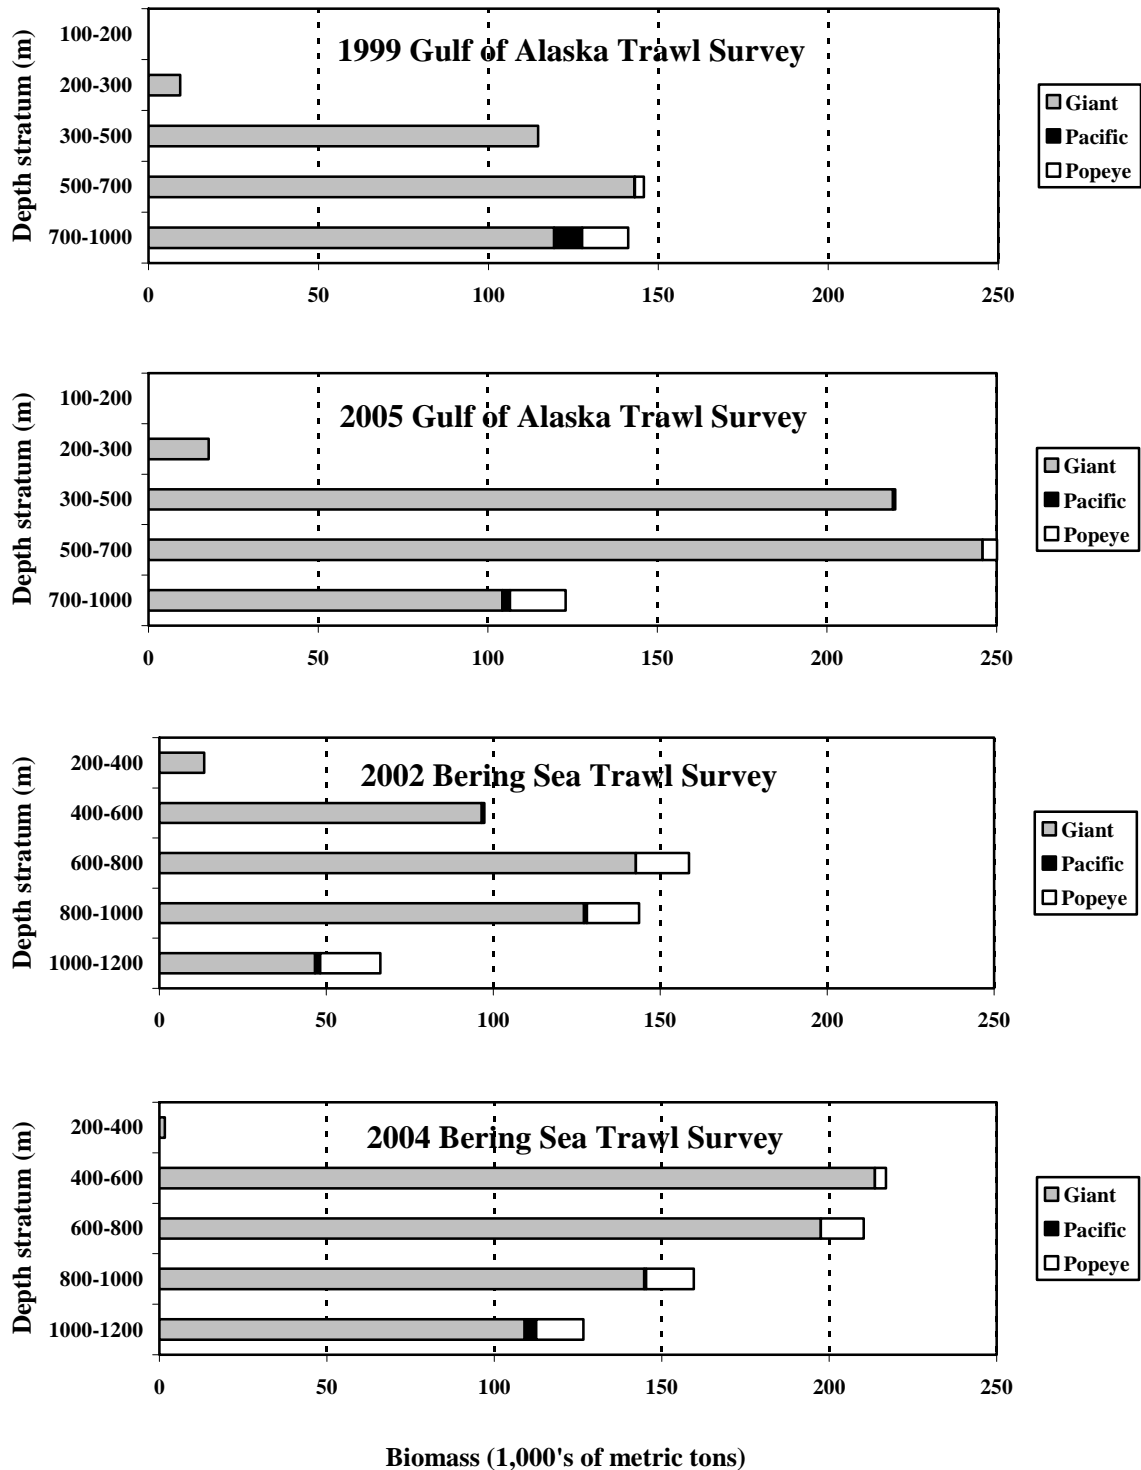 1999 Gulf of Alaska Trawl Survey
Depth stratum (m)
100-200
200-300
300-500
500-700
700-1000
0 50 100 150 200 250
Giant
Pacific
Popeye
2005 Gulf of Alaska Trawl Survey
Depth stratum (m)
100-200
200-300
300-500
500-700
700-1000
0 50 100 150 200 250
Giant
Pacific
Popeye
2002 Bering Sea Trawl Survey
Depth stratum (m)
200-400
400-600
600-800
800-1000
1000-1200
0 50 100 150 200 250
Giant
Pacific
Popeye
2004 Bering Sea Trawl Survey
Depth stratum (m)
200-400
400-600
600-800
800-1000
1000-1200
0 50 100 150 200 250
Giant
Pacific
Popeye
Biomass (1,000's of metric tons)